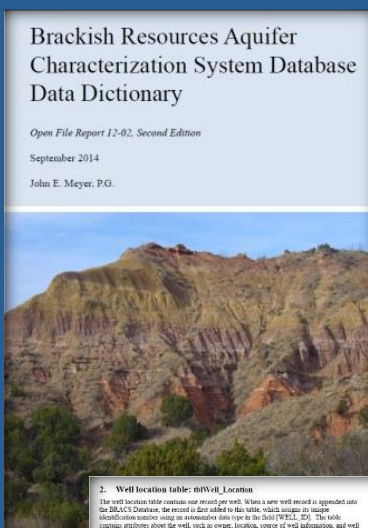 Brackish Resources Aquifer
Characterization System Database
Data Dictionary
Open File Report 12-02, Second Edition
September 2014
John E. Meyer, P.G.
2. Well location table: tblWell_Location
The well location table contains one record per well. When a new well record is appended into
the BRACS Database, the record is first added to this table, which assigns its unique
identification number using an autonumber data type in the field [WELL_ID]. The table
contains attributes about the well, such as owner, location, source of well information, and well